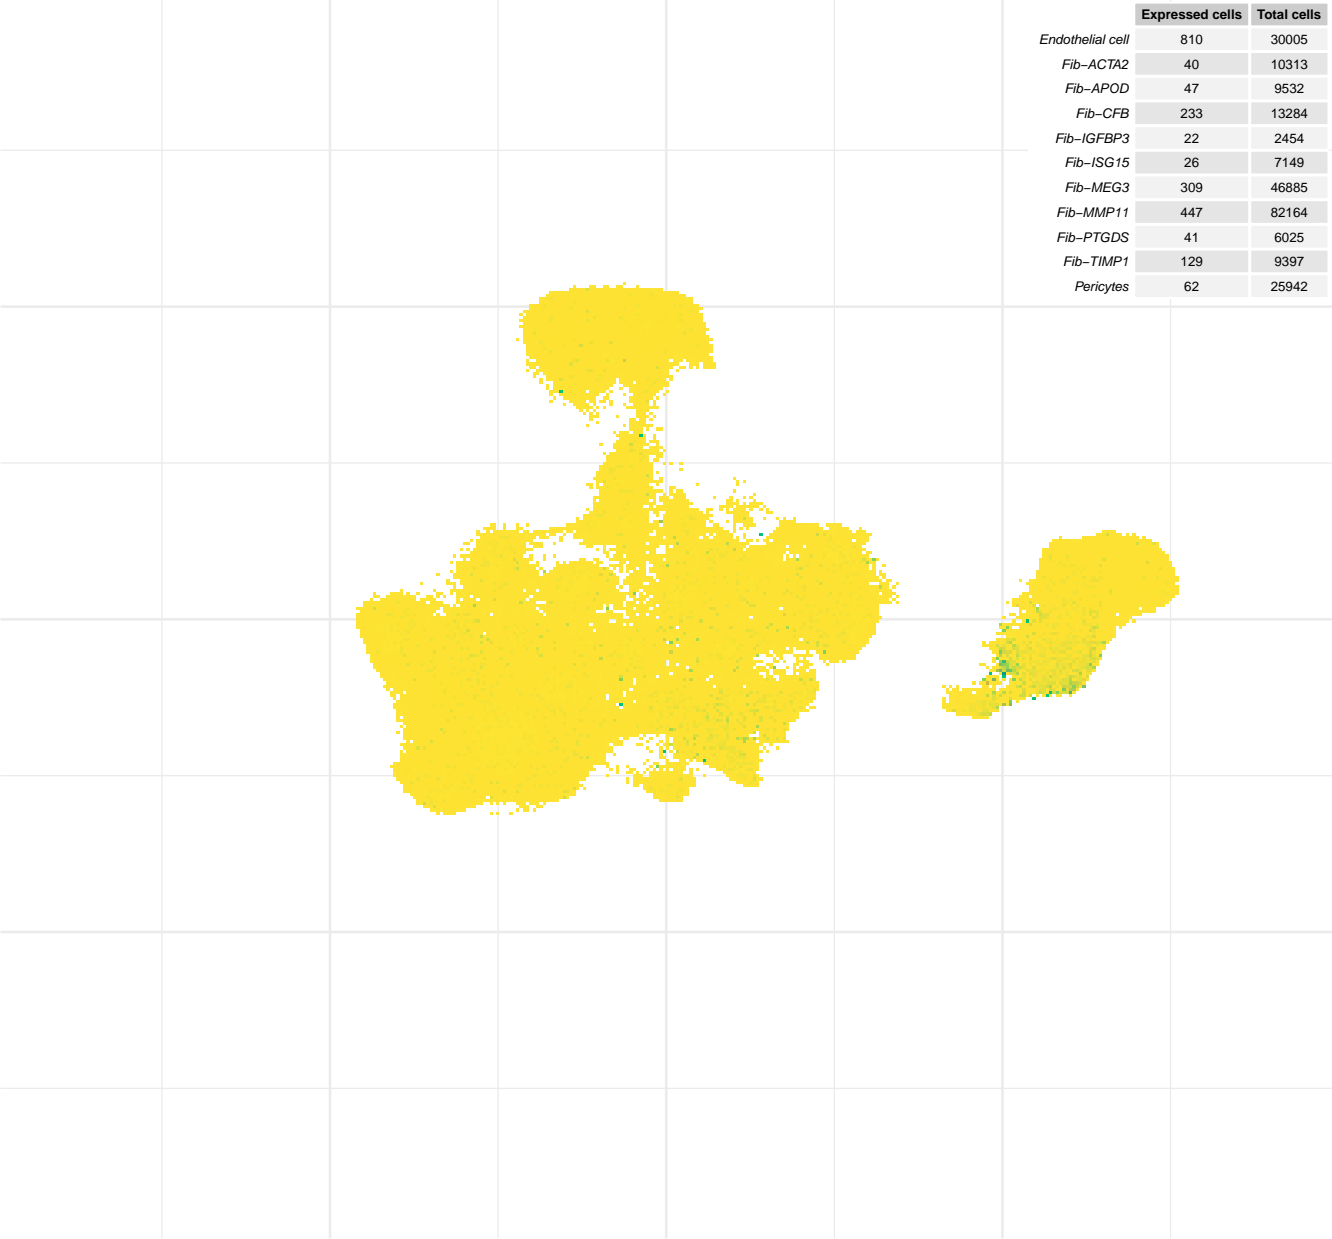 Expressed cells Total cells
Endothelial cell 810 30005
Fib−ACTA2 40 10313
Fib−APOD 47 9532
Fib−CFB 233 13284
Fib−IGFBP3 22 2454
Fib−ISG15 26 7149
Fib−MEG3 309 46885
Fib−MMP11 447 82164
Fib−PTGDS 41 6025
Fib−TIMP1 129 9397
Pericytes 62 25942